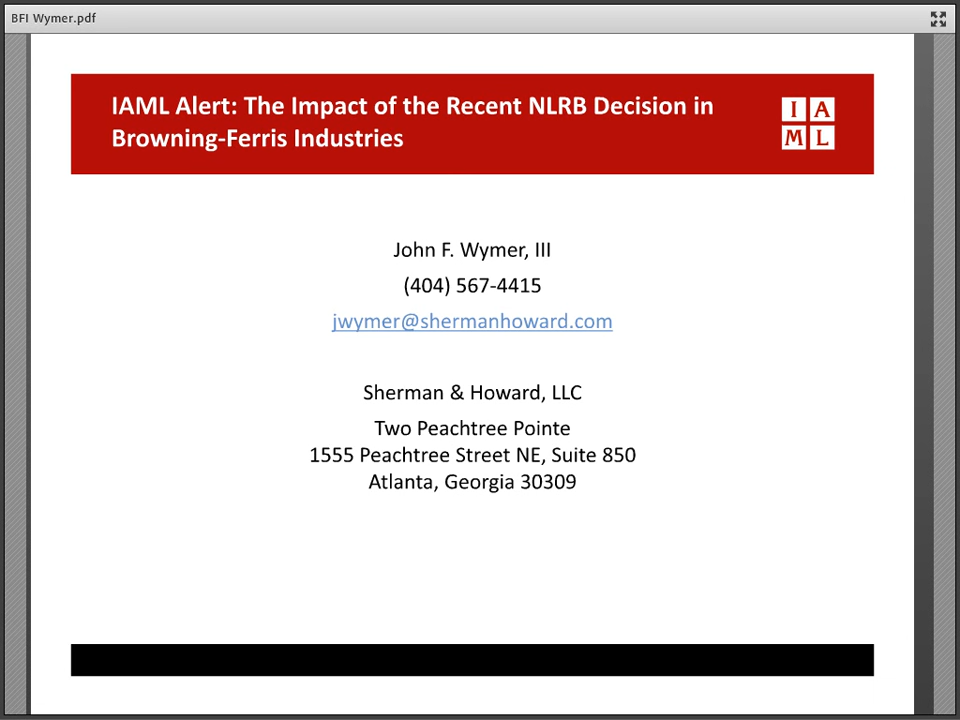 BFI Wymer.pdf
IAML Alert: The Impact of the Recent NLRB Decision in
Browning-Ferris Industries
I A
M L
John F. Wymer, III
(404) 567-4415
jwymer@shermanhoward.com
Sherman & Howard, LLC
Two Peachtree Pointe
1555 Peachtree Street NE, Suite 850
Atlanta, Georgia 30309